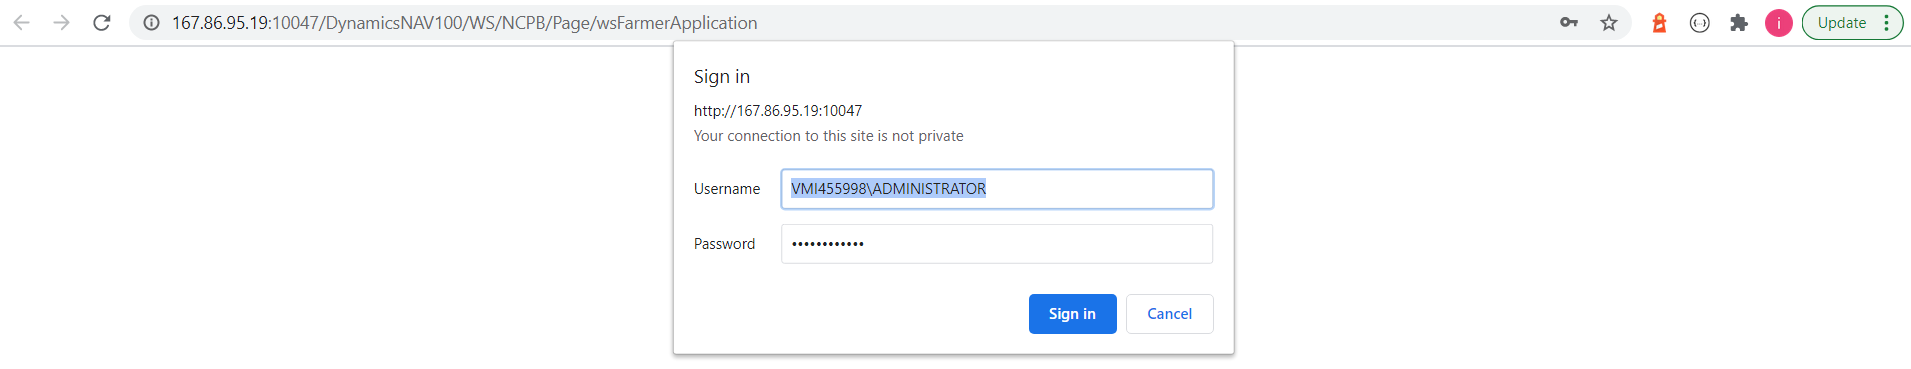 167.86.95.19:10047/DynamicsNAV100/WS/NCPB/Page/wsFarmerApplication
i
Update
Sign in
http://167.86.95.19:10047
Your connection to this site is not private
Username
VMI455998\ADMINISTRATOR
Password
••••••••••••
Sign in
Cancel